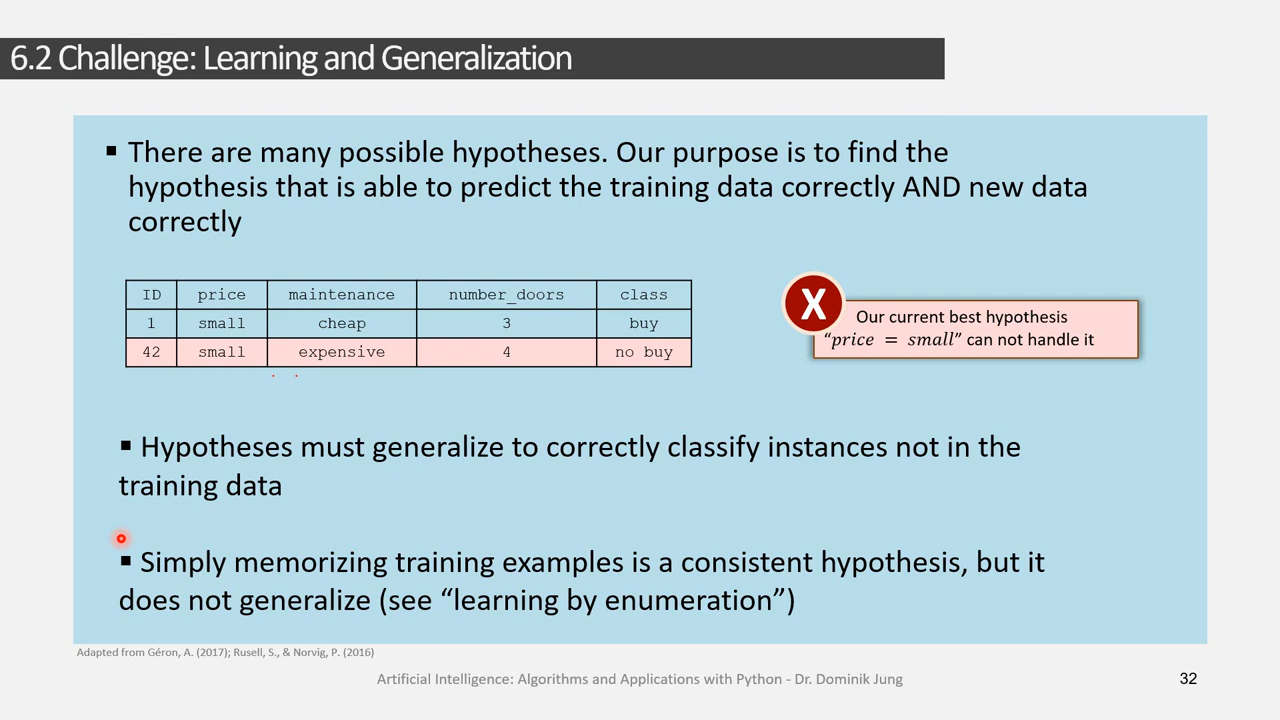 6.2 Challenge: Learning and Generalization
▪ There are many possible hypotheses. Our purpose is to find the
hypothesis that is able to predict the training data correctly AND new data
correctly
ID price maintenance number_doors class
1 small cheap 3 buy
42 small expensive 4 no buy
X
Our current best hypothesis
“price = small” can not handle it
▪ Hypotheses must generalize to correctly classify instances not in the
training data
▪ Simply memorizing training examples is a consistent hypothesis, but it
does not generalize (see “learning by enumeration”)
Adapted from Géron, A. (2017); Rusell, S., & Norvig, P. (2016)
Artificial Intelligence: Algorithms and Applications with Python - Dr. Dominik Jung
32